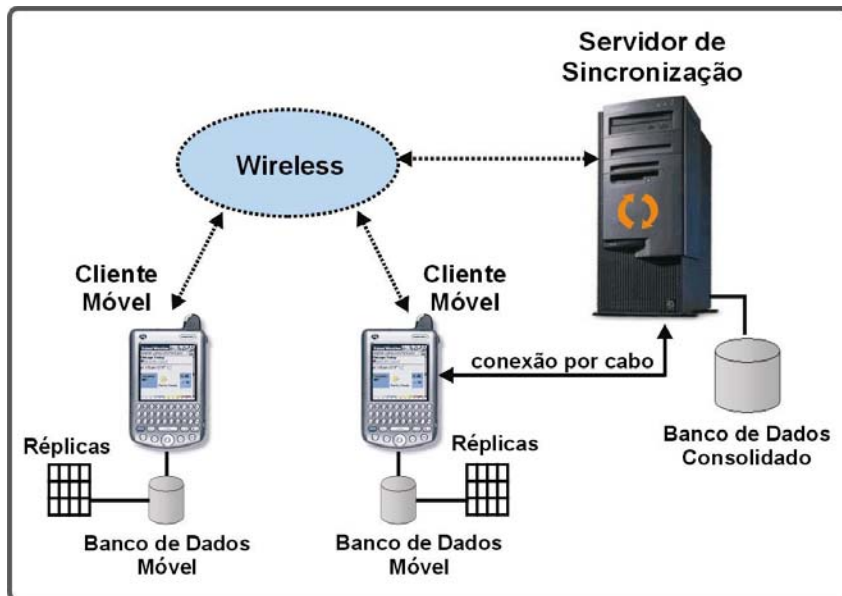 Servidor de
Sincronização
Wireless
Cliente
Móvel
Cliente
Móvel
conexão por cabo
Réplicas
Réplicas
Banco de Dados
Móvel
Banco de Dados
Móvel
Banco de Dados
Consolidado